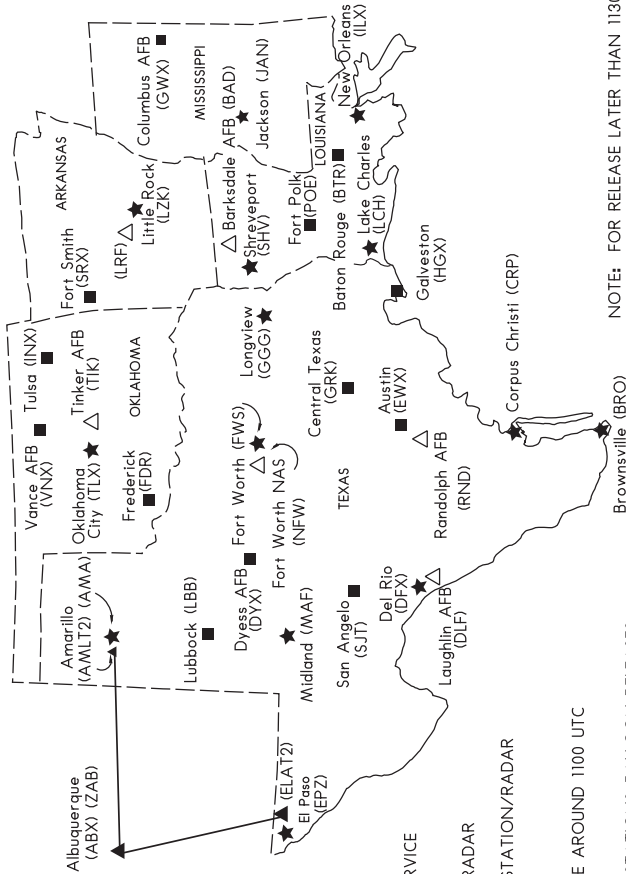 Albuquerque
(ABX) (ZAB)
Amarillo
(AMLT2) (AMA)
Vance AFB
(VNX)
Tulsa (INX)
Fort Smith
(SRX)
ARKANSAS
Oklahoma
City (TLX)
Tinker AFB
(TIK)
(LRF)
Little Rock
(LZK)
Columbus AFB
(GWX)
Frederick
(FDR)
OKLAHOMA
MISSISSIPPI
Lubbock (LBB)
Dyess AFB
(DYX)
Fort Worth (FWS)
Longview
(GGG)
Barksdale AFB (BAD)
Shreveport
(SHV)
Jackson (JAN)
Fort Worth NAS
(NFW)
Fort Polk
(POE)
LOUISIANA
Midland (MAF)
Central Texas
(GRK)
Baton Rouge (BTR)
New Orleans
(ILX)
(ELAT2)
El Paso
(EPZ)
San Angelo
(SJT)
TEXAS
Lake Charles
(LCH)
Del Rio
(DFX)
Austin
(EWX)
Galveston
(HGX)
Laughlin AFB
(DLF)
Randolph AFB
(RND)
Corpus Christi (CRP)
Brownsville (BRO)
RVICE
RADAR
STATION/RADAR
E AROUND 1100 UTC
NOTE: FOR RELEASE LATER THAN 1130